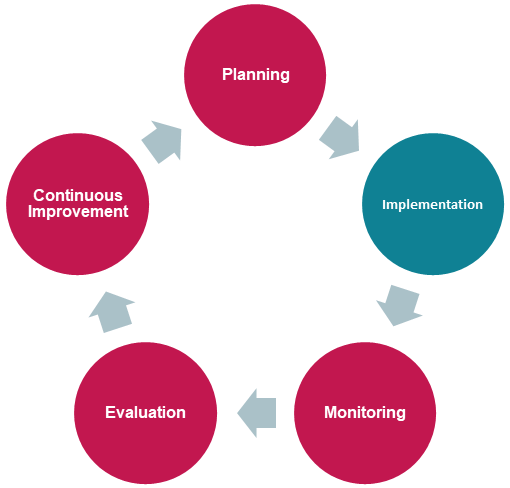 Planning
Implementation
Monitoring
Evaluation
Continuous
Improvement